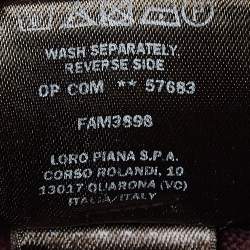 WASH SEPARATELY,
REVERSE SIDE
OP COM ** 57683
FAM3898
LORO PIANA S.P.A.
CORSO ROLANDI, 10
13017 QUARONA (VC)
ITALIA/ITALY